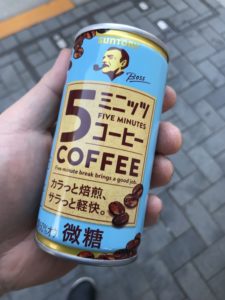 SUNTORY
Boss
5
ミニッツ
FIVE MINUTES
コーヒー
COFFEE
Five minute break brings a good job.
カラっと焙煎、
サラっと軽快。
微糖